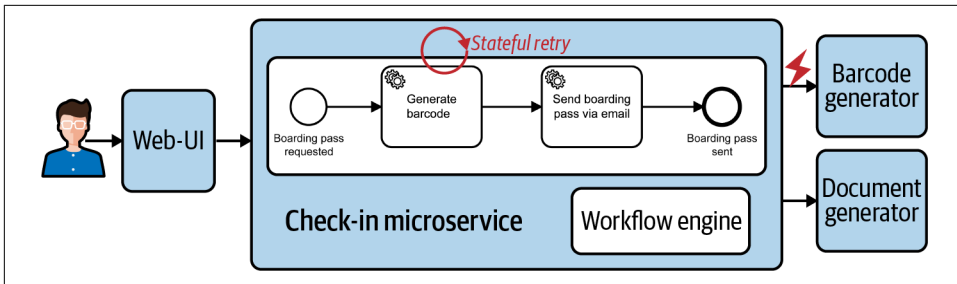 Stateful retry
Generate
barcode
Send boarding
pass via email
Boarding pass
requested
Boarding pass
sent
Web-UI
Check-in microservice
Workflow engine
Barcode
generator
Document
generator